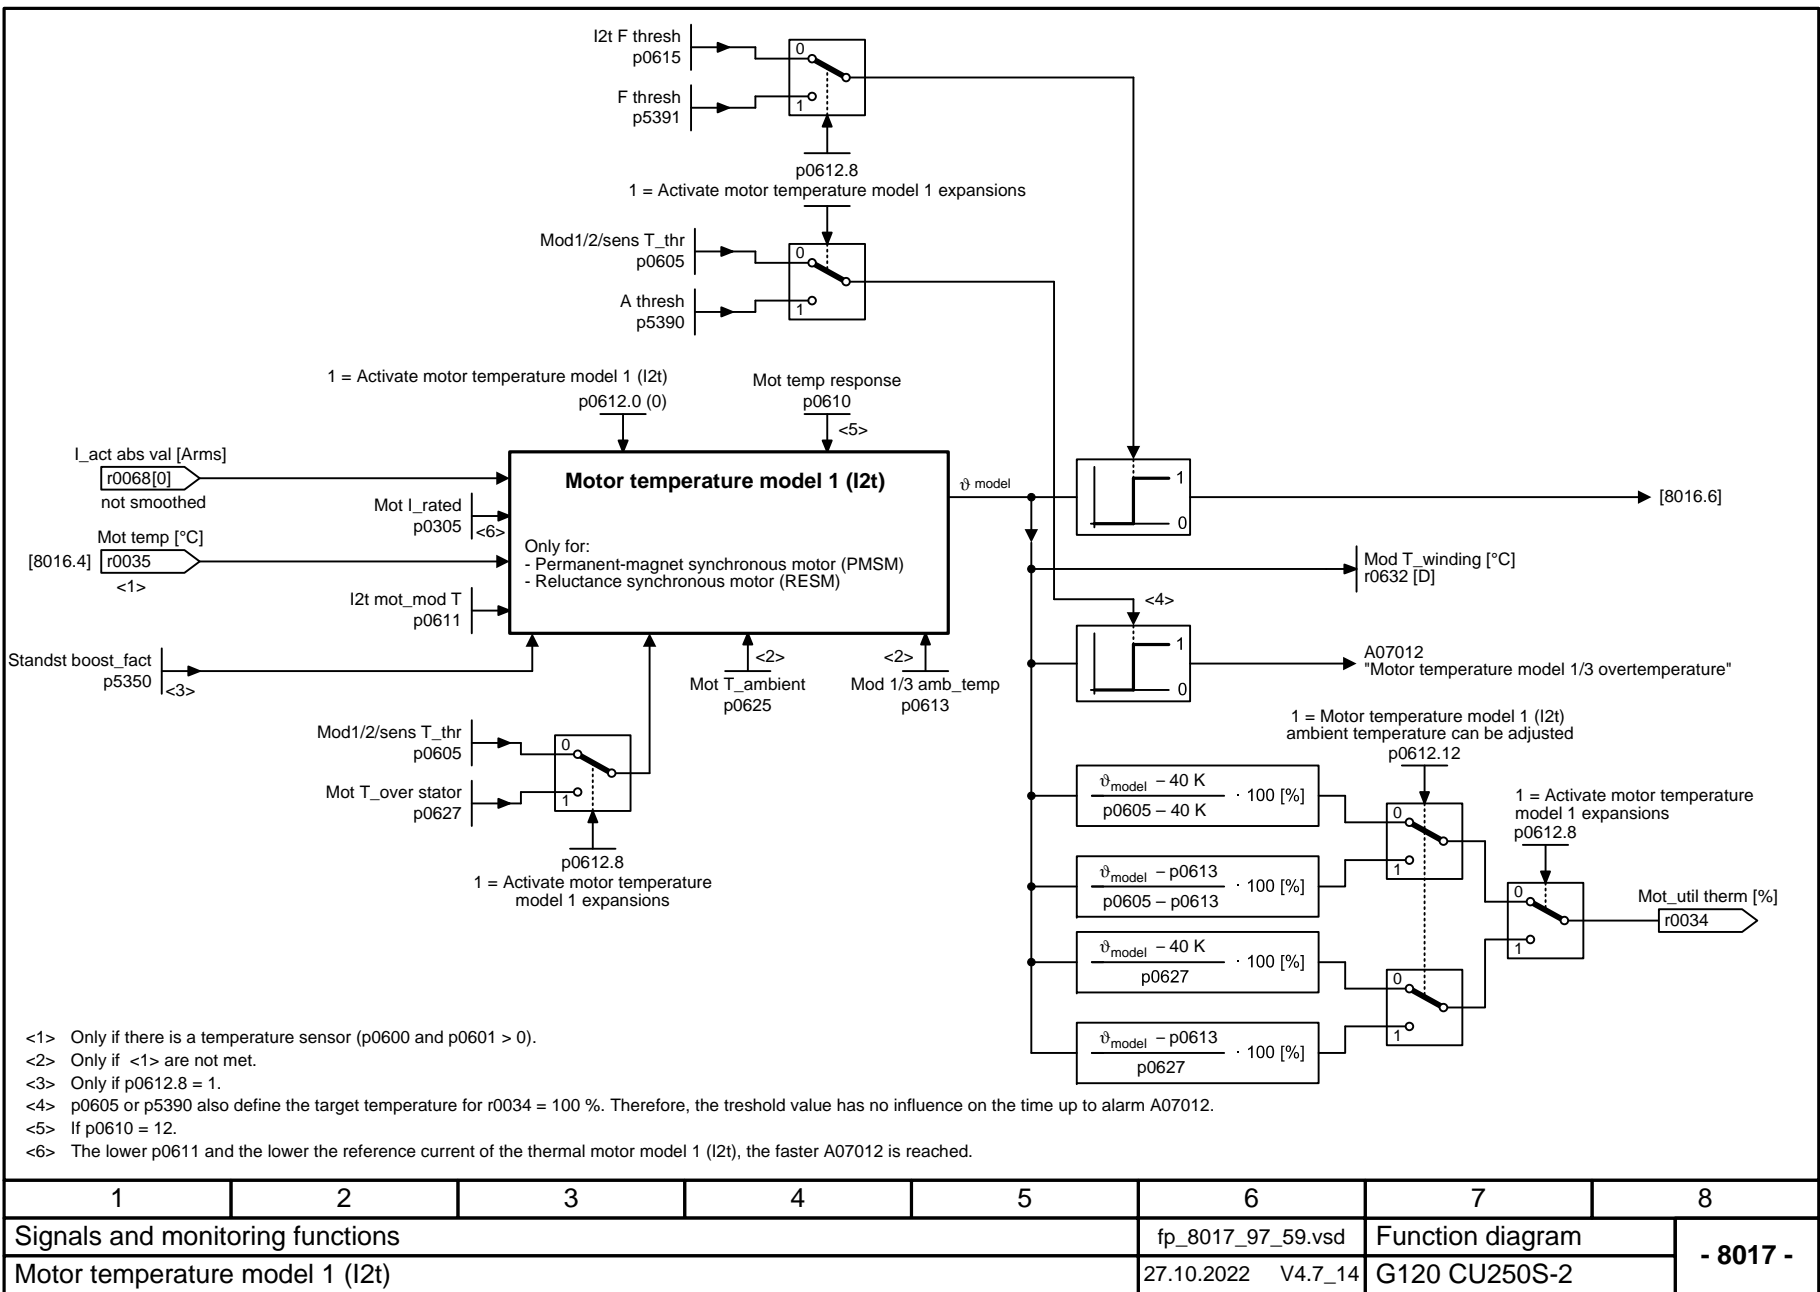 I2t F thresh
p0615
0
F thresh
p5391
1
p0612.8
1 = Activate motor temperature model 1 expansions
Mod1/2/sens T_thr
p0605
0
A thresh
p5390
1
1 = Activate motor temperature model 1 (I2t)
p0612.0 (0)
Mot temp response
p0610
<5>
I_act abs val [Arms]
r0068[0]
not smoothed
Mot I_rated
p0305
<6>
Mot temp [°C]
[8016.4] r0035
<1>
I2t mot_mod T
p0611
Standst boost_fact
p5350
<3>
Motor temperature model 1 (I2t)
Only for:
- Permanent-magnet synchronous motor (PMSM)
- Reluctance synchronous motor (RESM)
ϑ model
1
0
[8016.6]
Mod T_winding [°C]
r0632 [D]
<4>
1
0
A07012
"Motor temperature model 1/3 overtemperature"
<2>
Mot T_ambient
p0625
<2>
Mod 1/3 amb_temp
p0613
Mod1/2/sens T_thr
p0605
0
Mot T_over stator
p0627
1
p0612.8
1 = Activate motor temperature
model 1 expansions
1 = Motor temperature model 1 (I2t)
ambient temperature can be adjusted
p0612.12
ϑmodel – 40 K
p0605 – 40 K
· 100 [%]
0
1
ϑmodel – p0613
p0605 – p0613
· 100 [%]
1 = Activate motor temperature
model 1 expansions
p0612.8
0
1
Mot_util therm [%]
r0034
ϑmodel – 40 K
p0627
· 100 [%]
0
1
ϑmodel – p0613
p0627
· 100 [%]
<1> Only if there is a temperature sensor (p0600 and p0601 > 0).
<2> Only if <1> are not met.
<3> Only if p0612.8 = 1.
<4> p0605 or p5390 also define the target temperature for r0034 = 100 %. Therefore, the treshold value has no influence on the time up to alarm A07012.
<5> If p0610 = 12.
<6> The lower p0611 and the lower the reference current of the thermal motor model 1 (I2t), the faster A07012 is reached.
1 2 3 4 5 6 7 8
Signals and monitoring functions
fp_8017_97_59.vsd
Function diagram
- 8017 -
Motor temperature model 1 (I2t)
27.10.2022 V4.7_14
G120 CU250S-2